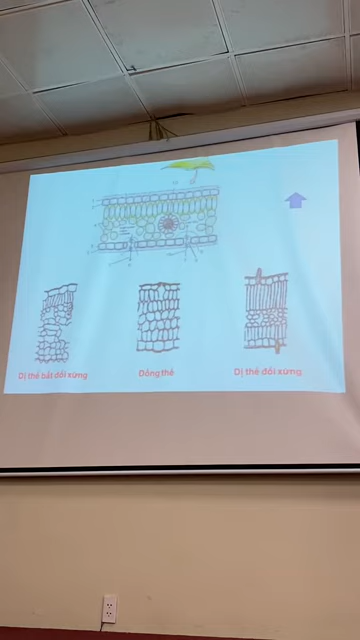 Dị thể bất đối xứng
Đồng thể
Dị thể đối xứng